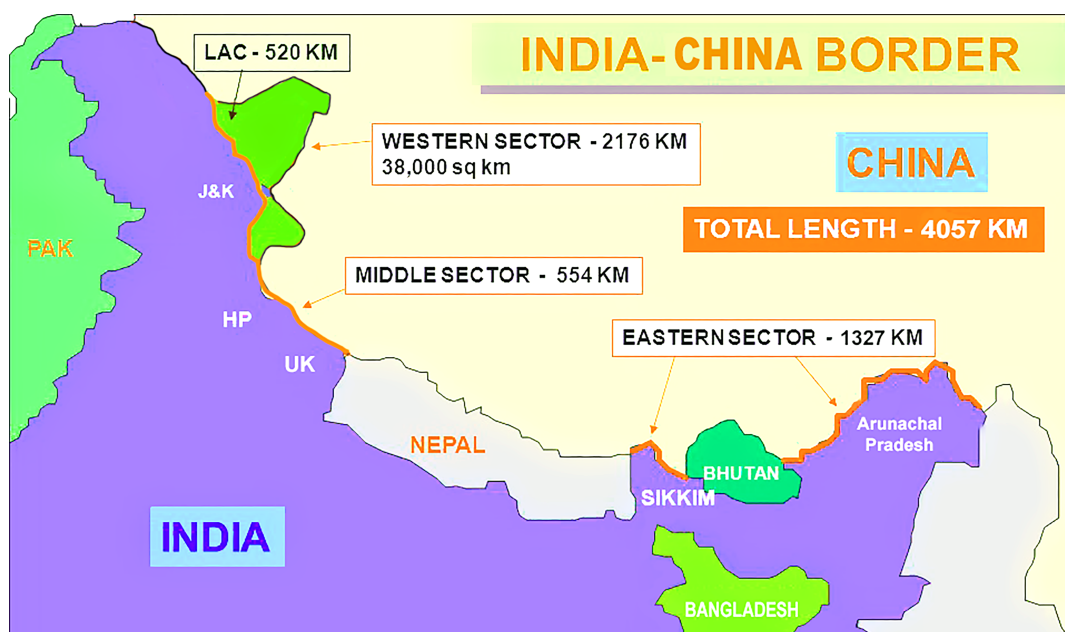 INDIA- CHINA BORDER
LAC - 520 KM
WESTERN SECTOR - 2176 KM
38,000 sq km
CHINA
J&K
TOTAL LENGTH - 4057 KM
PAK
MIDDLE SECTOR - 554 KM
HP
EASTERN SECTOR - 1327 KM
UK
Arunachal
Pradesh
NEPAL
BHUTAN
SIKKIM
INDIA
BANGLADESH